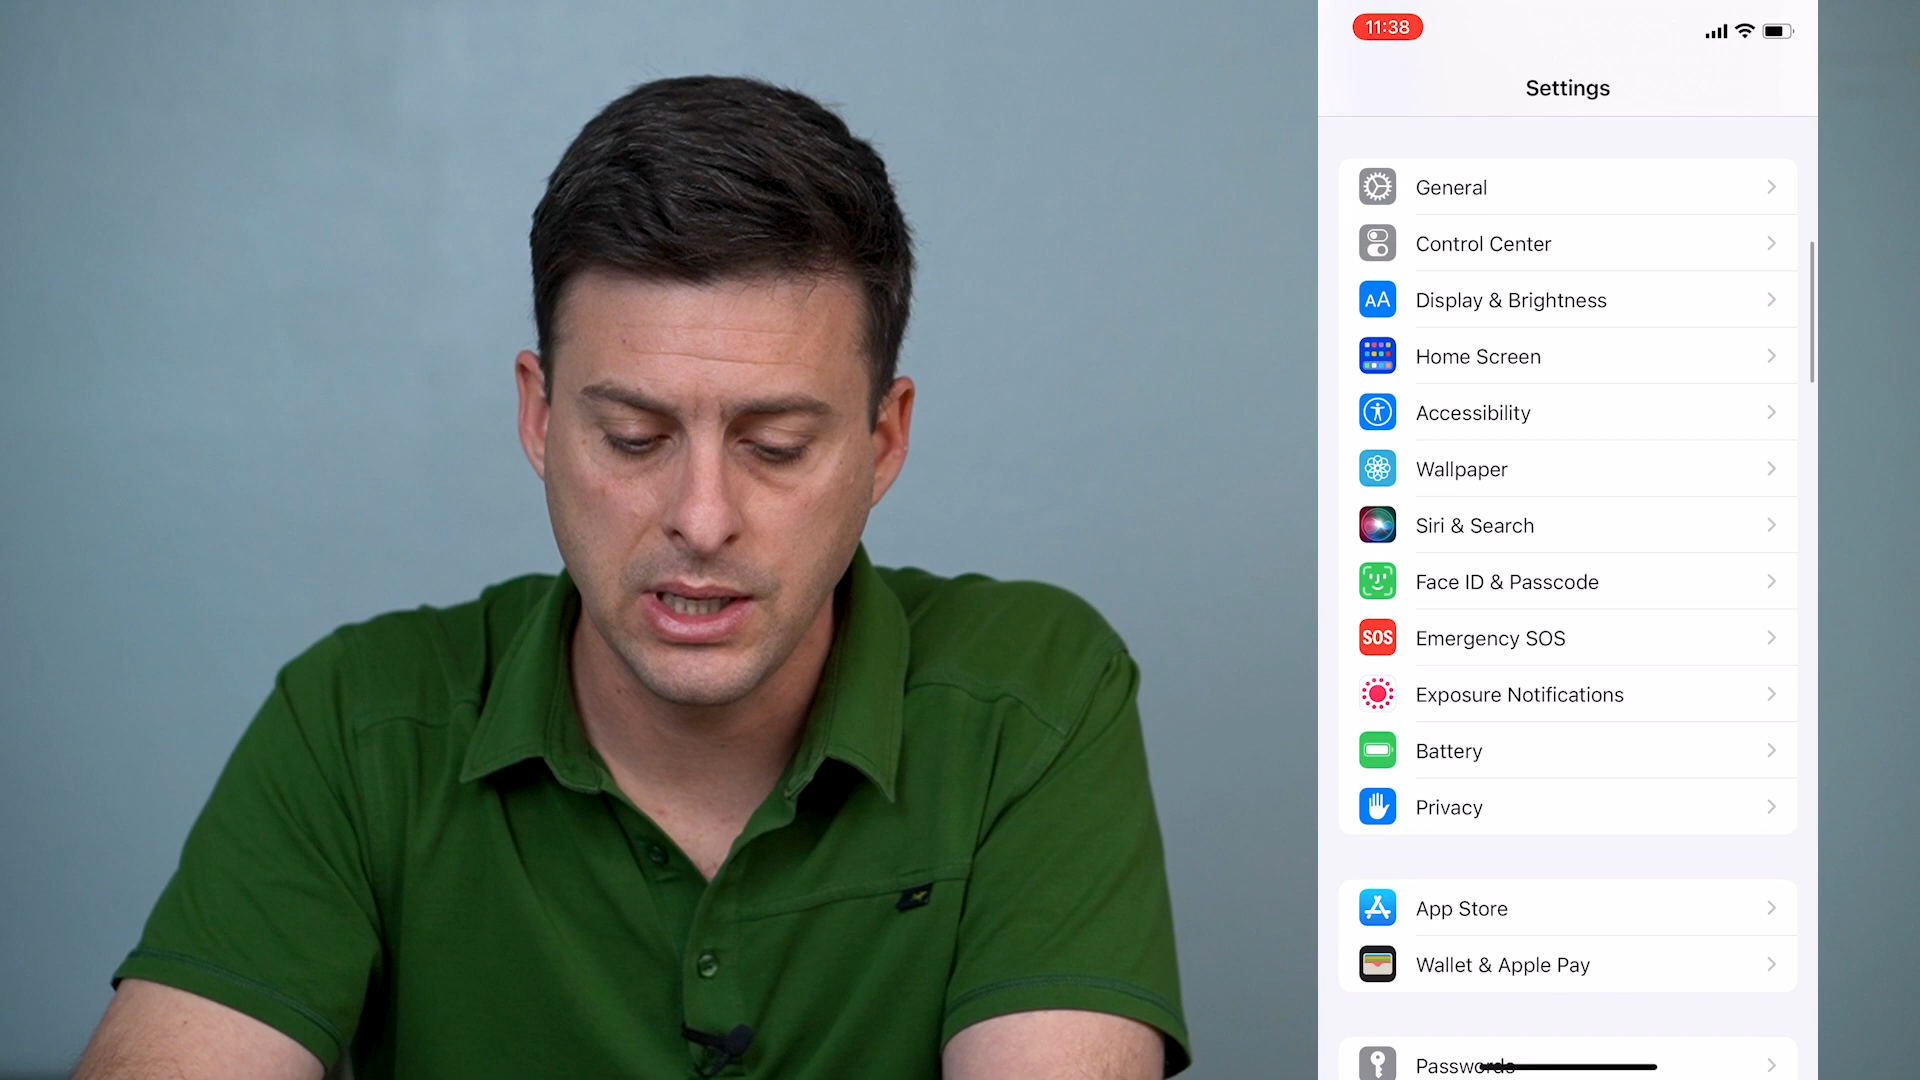 11:38
Settings
General
Control Center
AA Display & Brightness
Home Screen
Accessibility
Wallpaper
Siri & Search
Face ID & Passcode
SOS Emergency SOS
Exposure Notifications
Battery
Privacy
App Store
Wallet & Apple Pay
Passwords